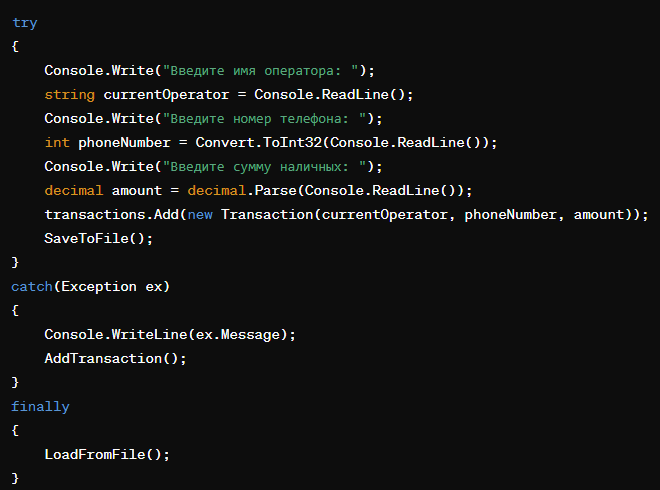 try
{
    Console.Write("Введите имя оператора: ");
    string currentOperator = Console.ReadLine();
    Console.Write("Введите номер телефона: ");
    int phoneNumber = Convert.ToInt32(Console.ReadLine());
    Console.Write("Введите сумму наличных: ");
    decimal amount = decimal.Parse(Console.ReadLine());
    transactions.Add(new Transaction(currentOperator, phoneNumber, amount));
    SaveToFile();
}
catch(Exception ex)
{
    Console.WriteLine(ex.Message);
    AddTransaction();
}
finally
{
    LoadFromFile();
}